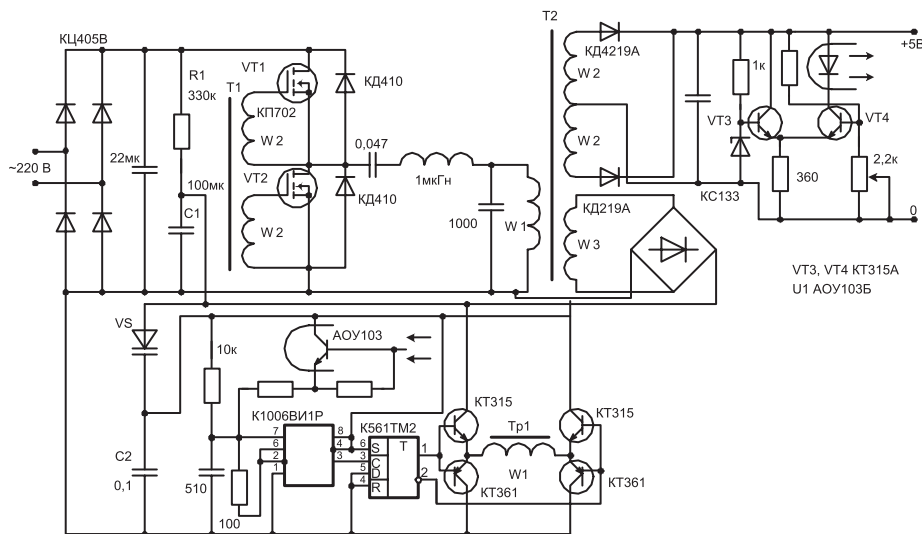 КЦ405В
~220 В
22мк
R1
330к
100мк
C1
T1
VT1
КП702
W 2
VT2
W 2
КД410
КД410
0,047
1мкГн
1000
W 1
T2
КД4219А
W 2
W 2
КД219А
W 3
1к
VT3
VT4
КС133
360
2,2к
+5В
0
VT3, VT4 КТ315А
U1 АОУ103Б
VS
C2
0,1
10к
АОУ103
510
100
К1006ВИ1Р
7
6
2
1
8
4
3
К561ТМ2
6
3
5
4
S
C
D
R
T
1
2
КТ315
КТ361
Тр1
W1
КТ315
КТ361